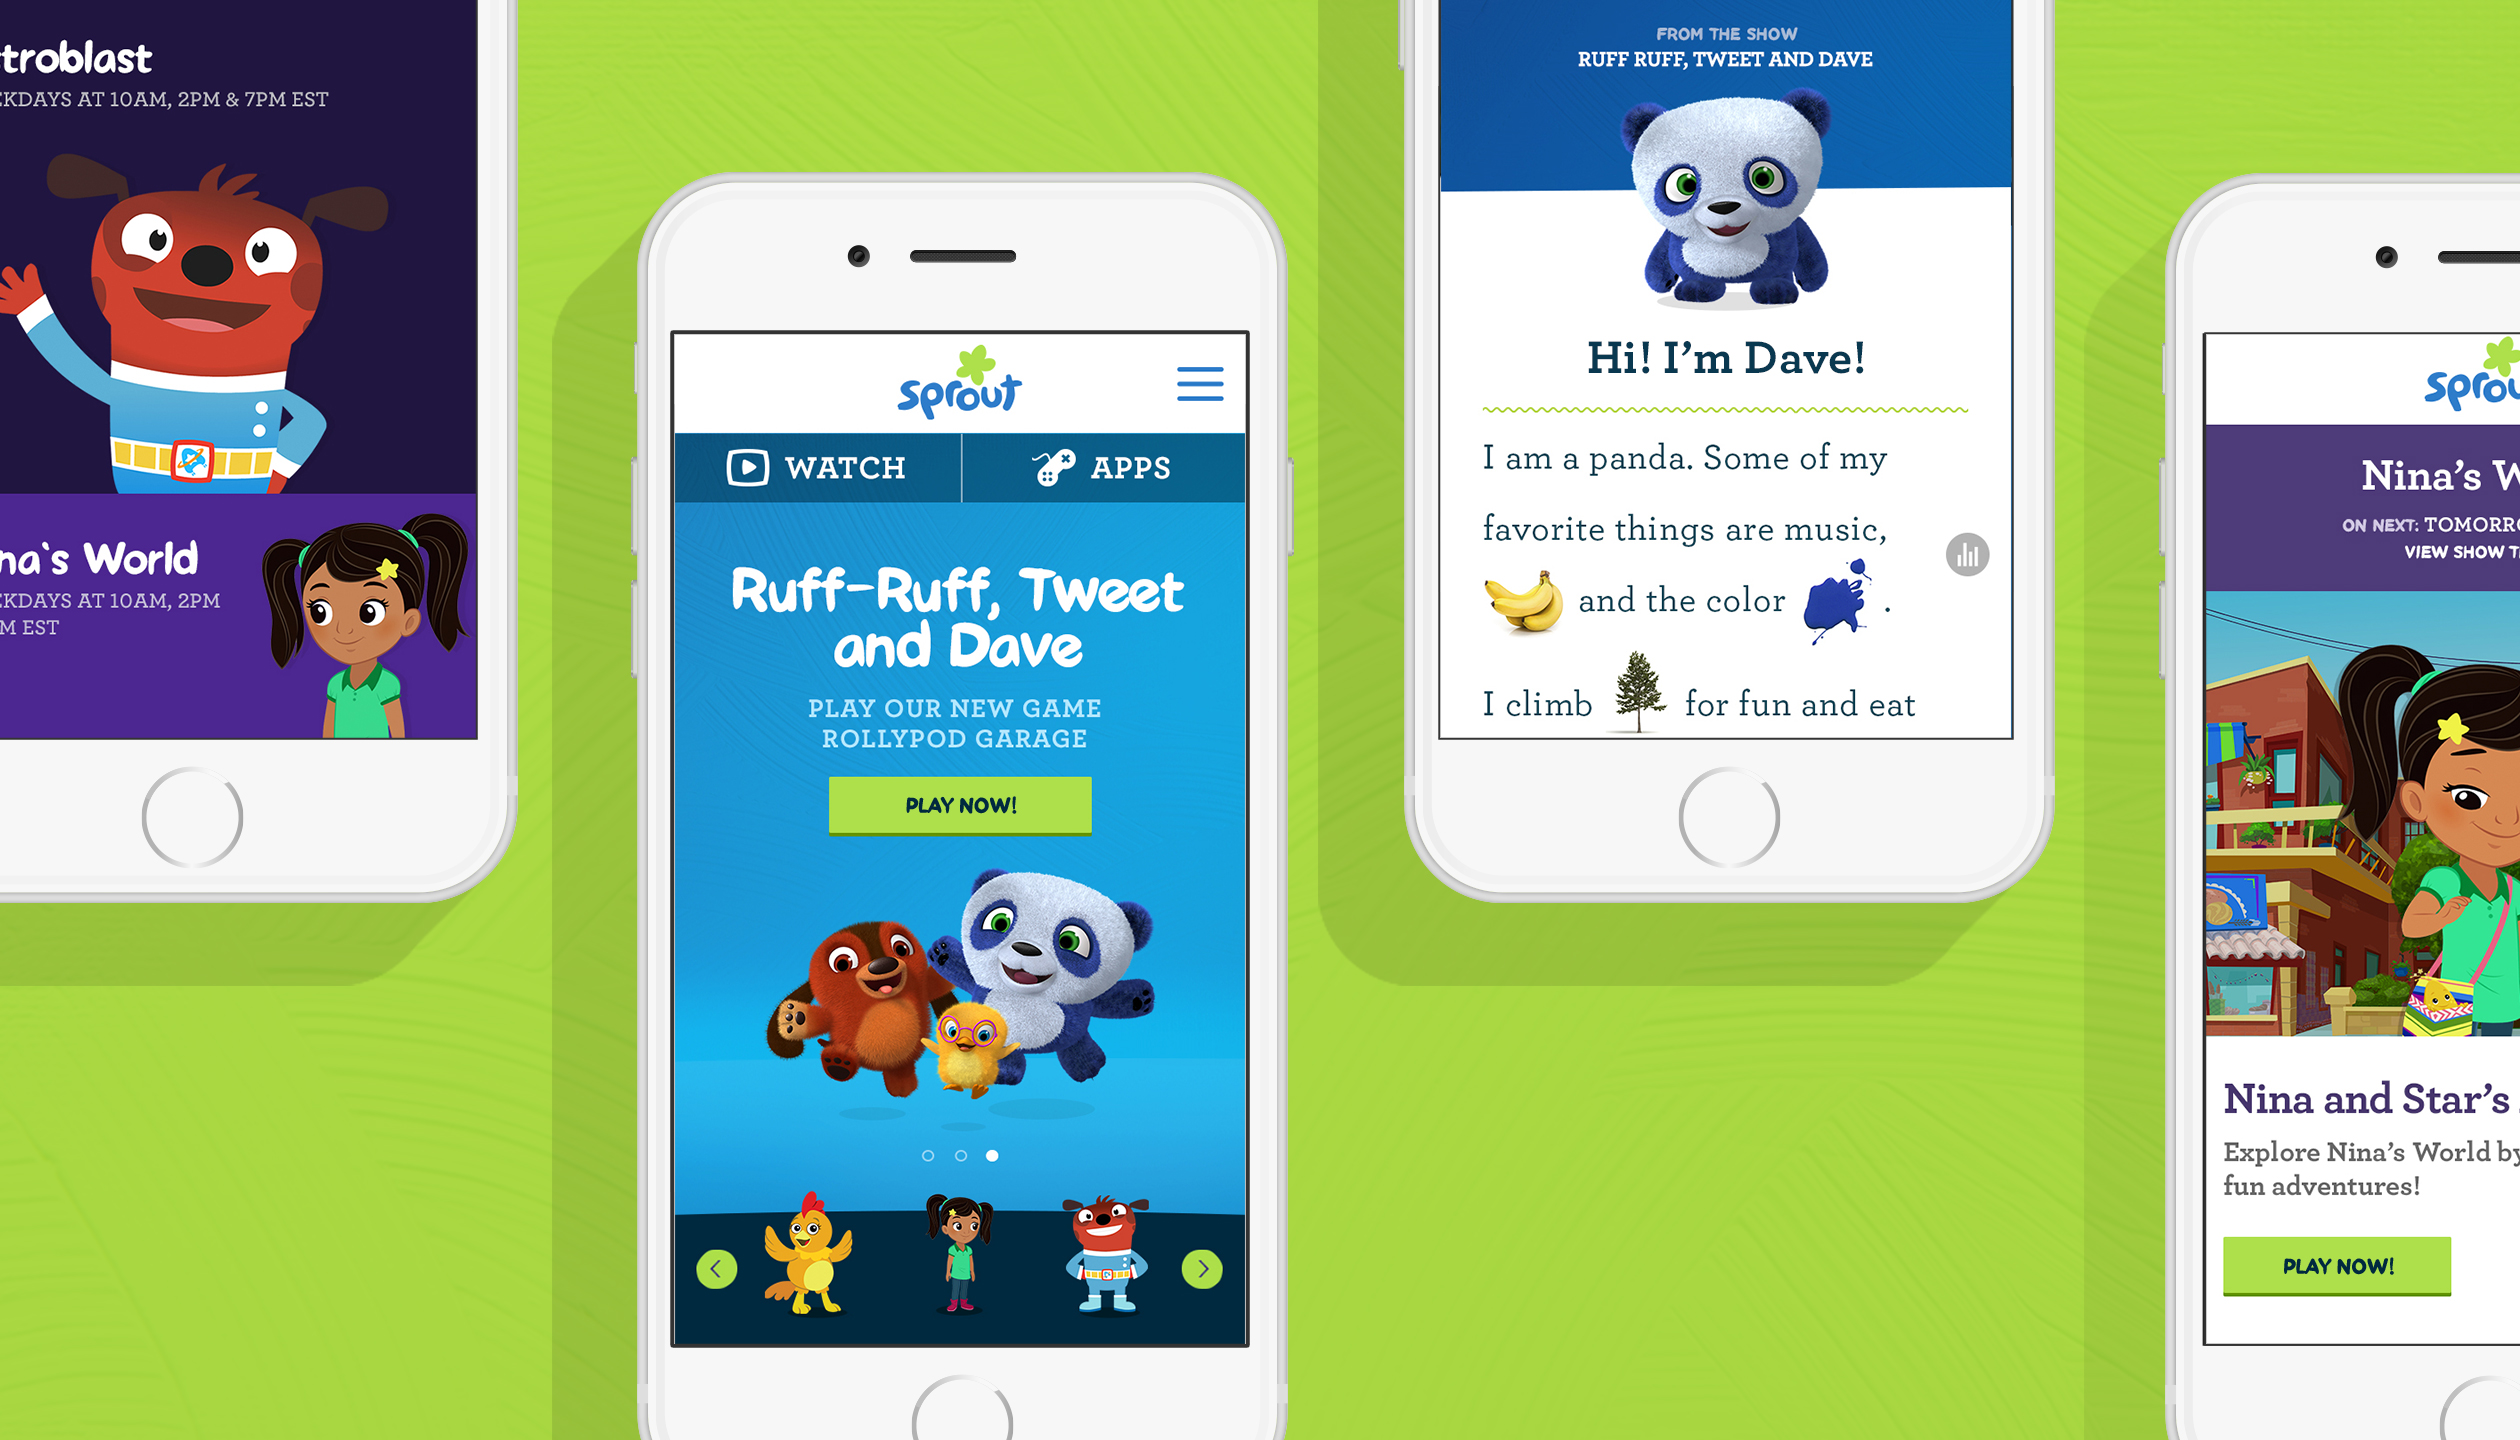 troblast
EKDAYS AT 10AM, 2PM & 7PM EST
na's World
EKDAYS AT 10AM, 2PM
M EST
sprout
WATCH
APPS
Ruff-Ruff, Tweet
and Dave
PLAY OUR NEW GAME
ROLLYPOD GARAGE
PLAY NOW!
FROM THE SHOW
RUFF RUFF, TWEET AND DAVE
Hi! I'm Dave!
I am a panda. Some of my
favorite things are music,
and the color .
I climb for fun and eat
sprou
Nina's W
ON NEXT: TOMORRO
VIEW SHOW T
Nina and Star's
Explore Nina's World by
fun adventures!
PLAY NOW!